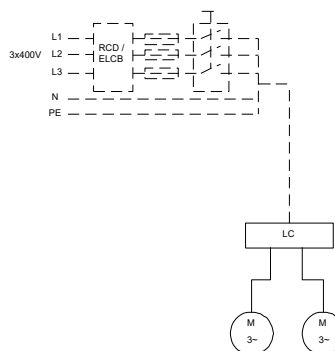 L1
3x400V L2
L3
RCD /
ELCB
N
PE
LC
M
3~
M
3~